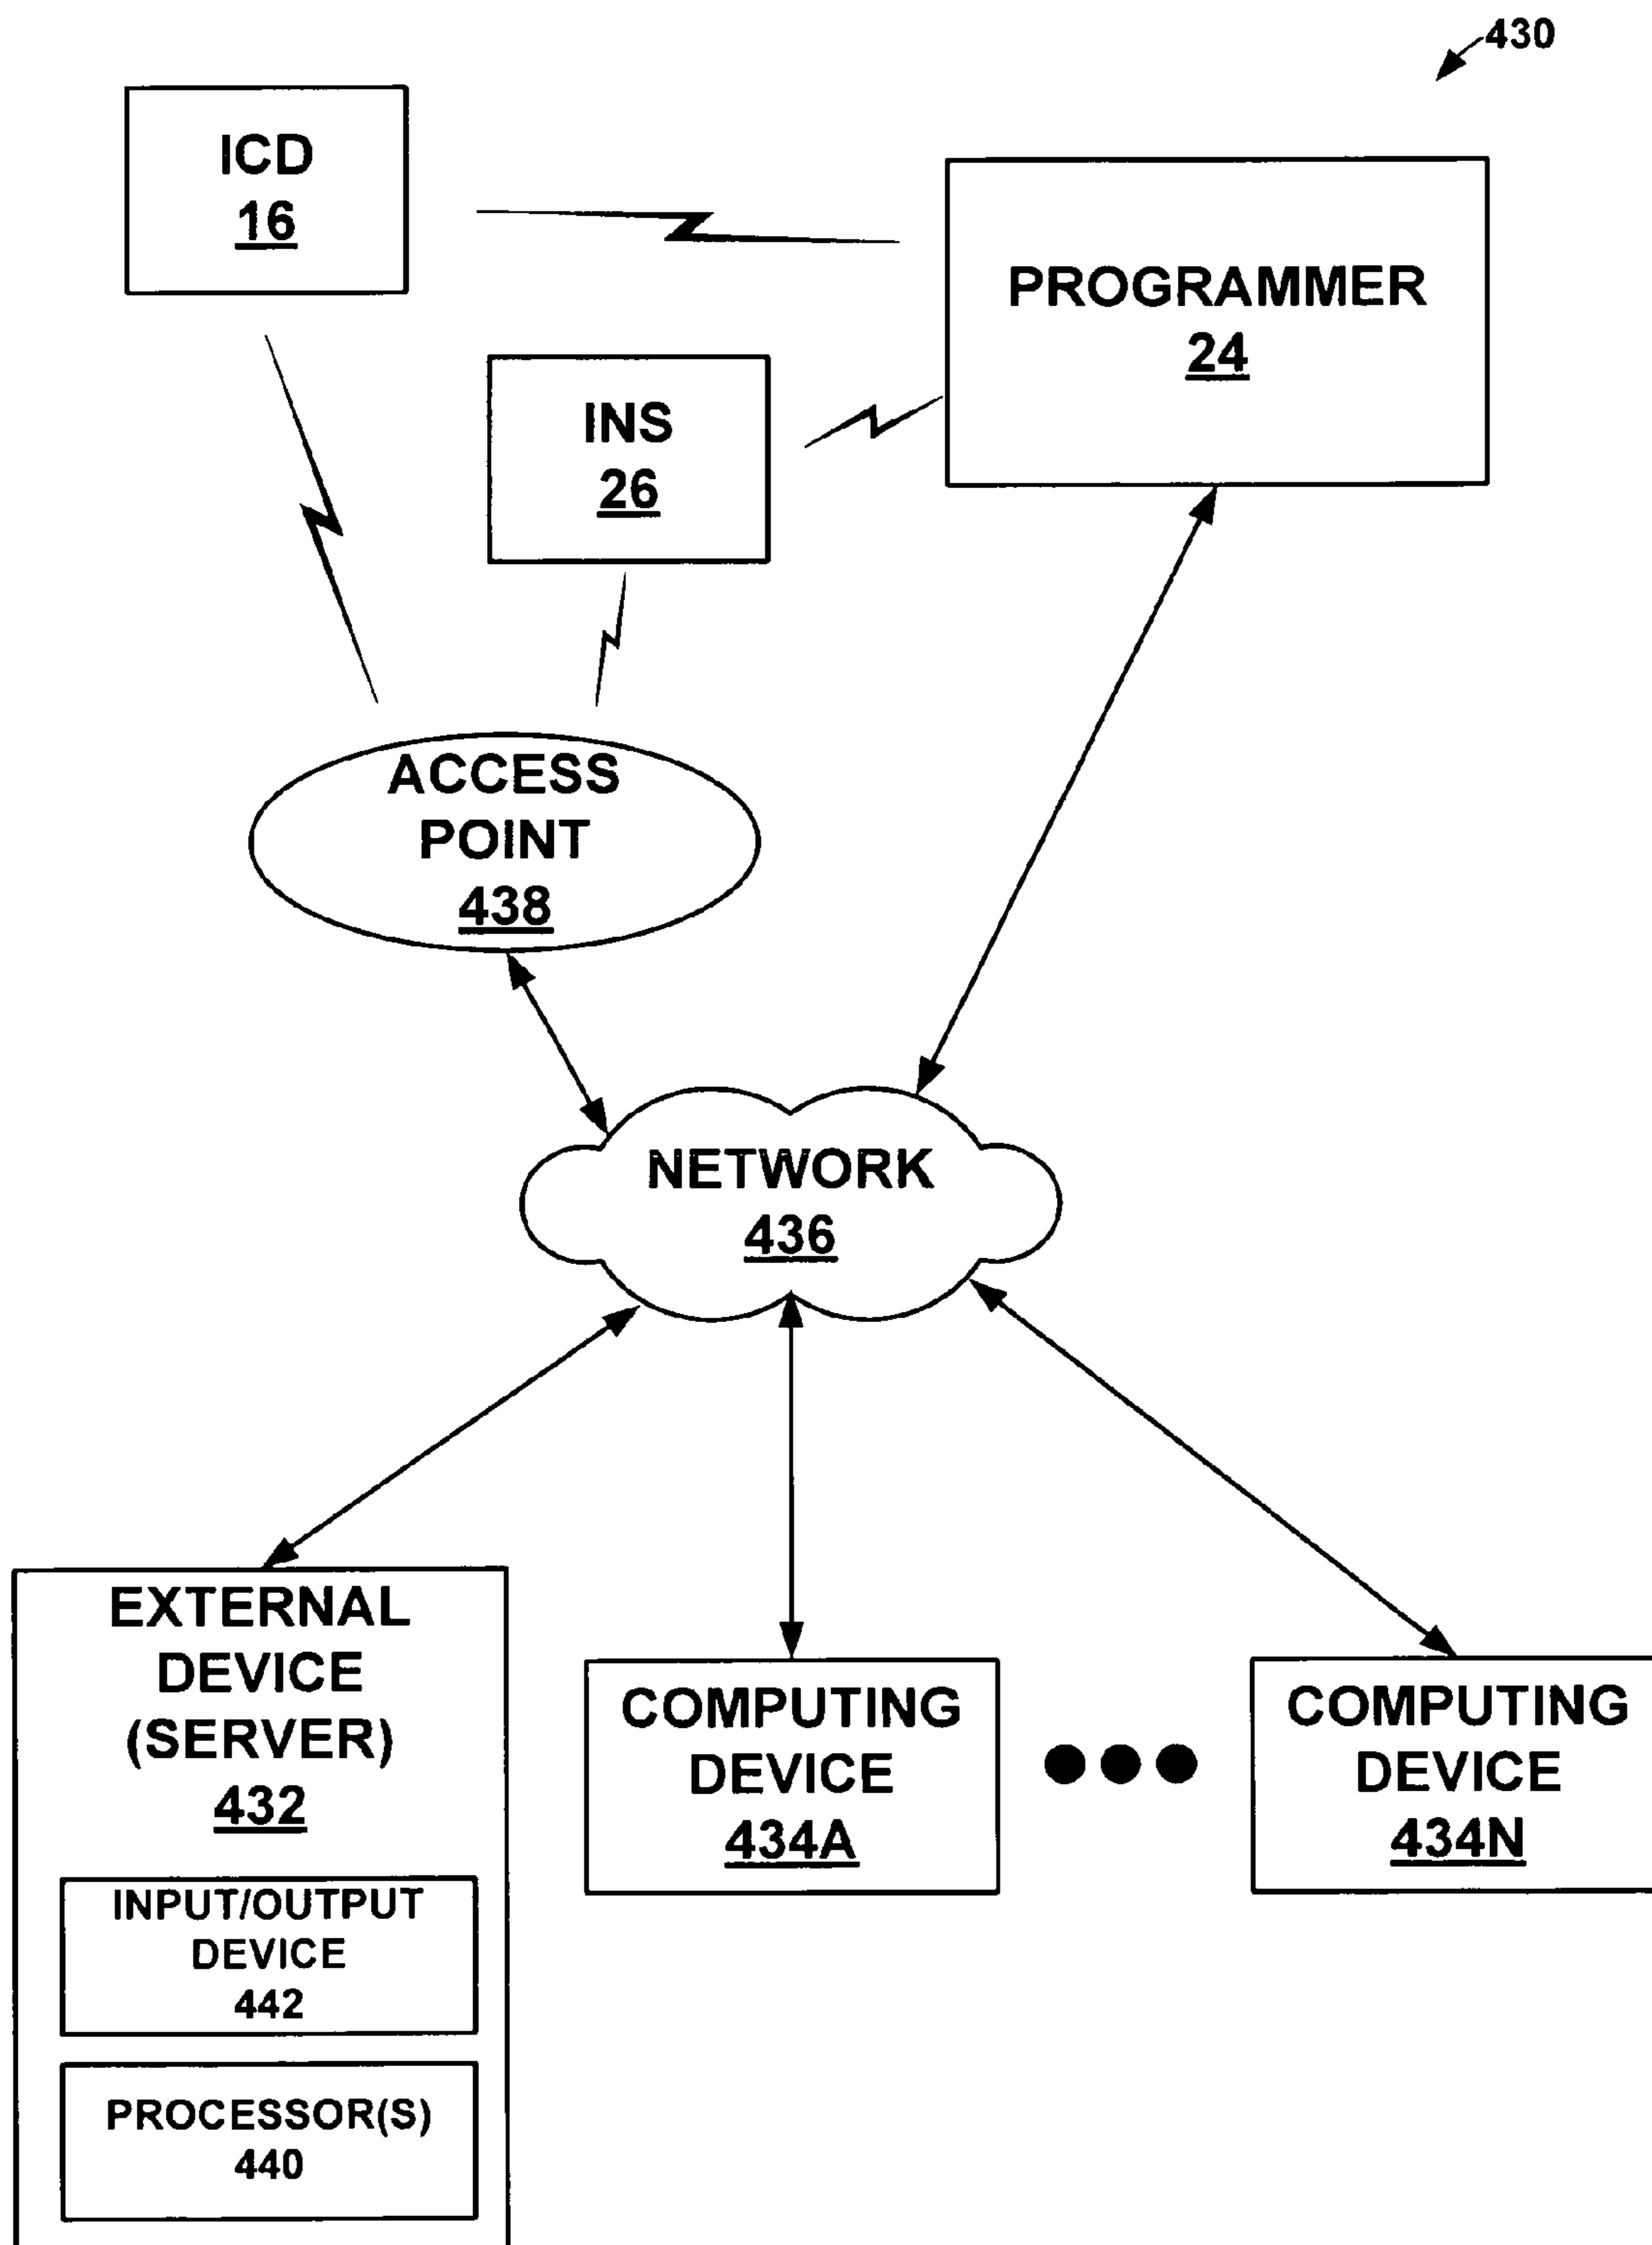 430
ICD
16
PROGRAMMER
24
INS
26
ACCESS
POINT
438
NETWORK
436
EXTERNAL
DEVICE
(SERVER)
432
INPUT/OUTPUT
DEVICE
442
PROCESSOR(S)
440
COMPUTING
DEVICE
434A
COMPUTING
DEVICE
434N